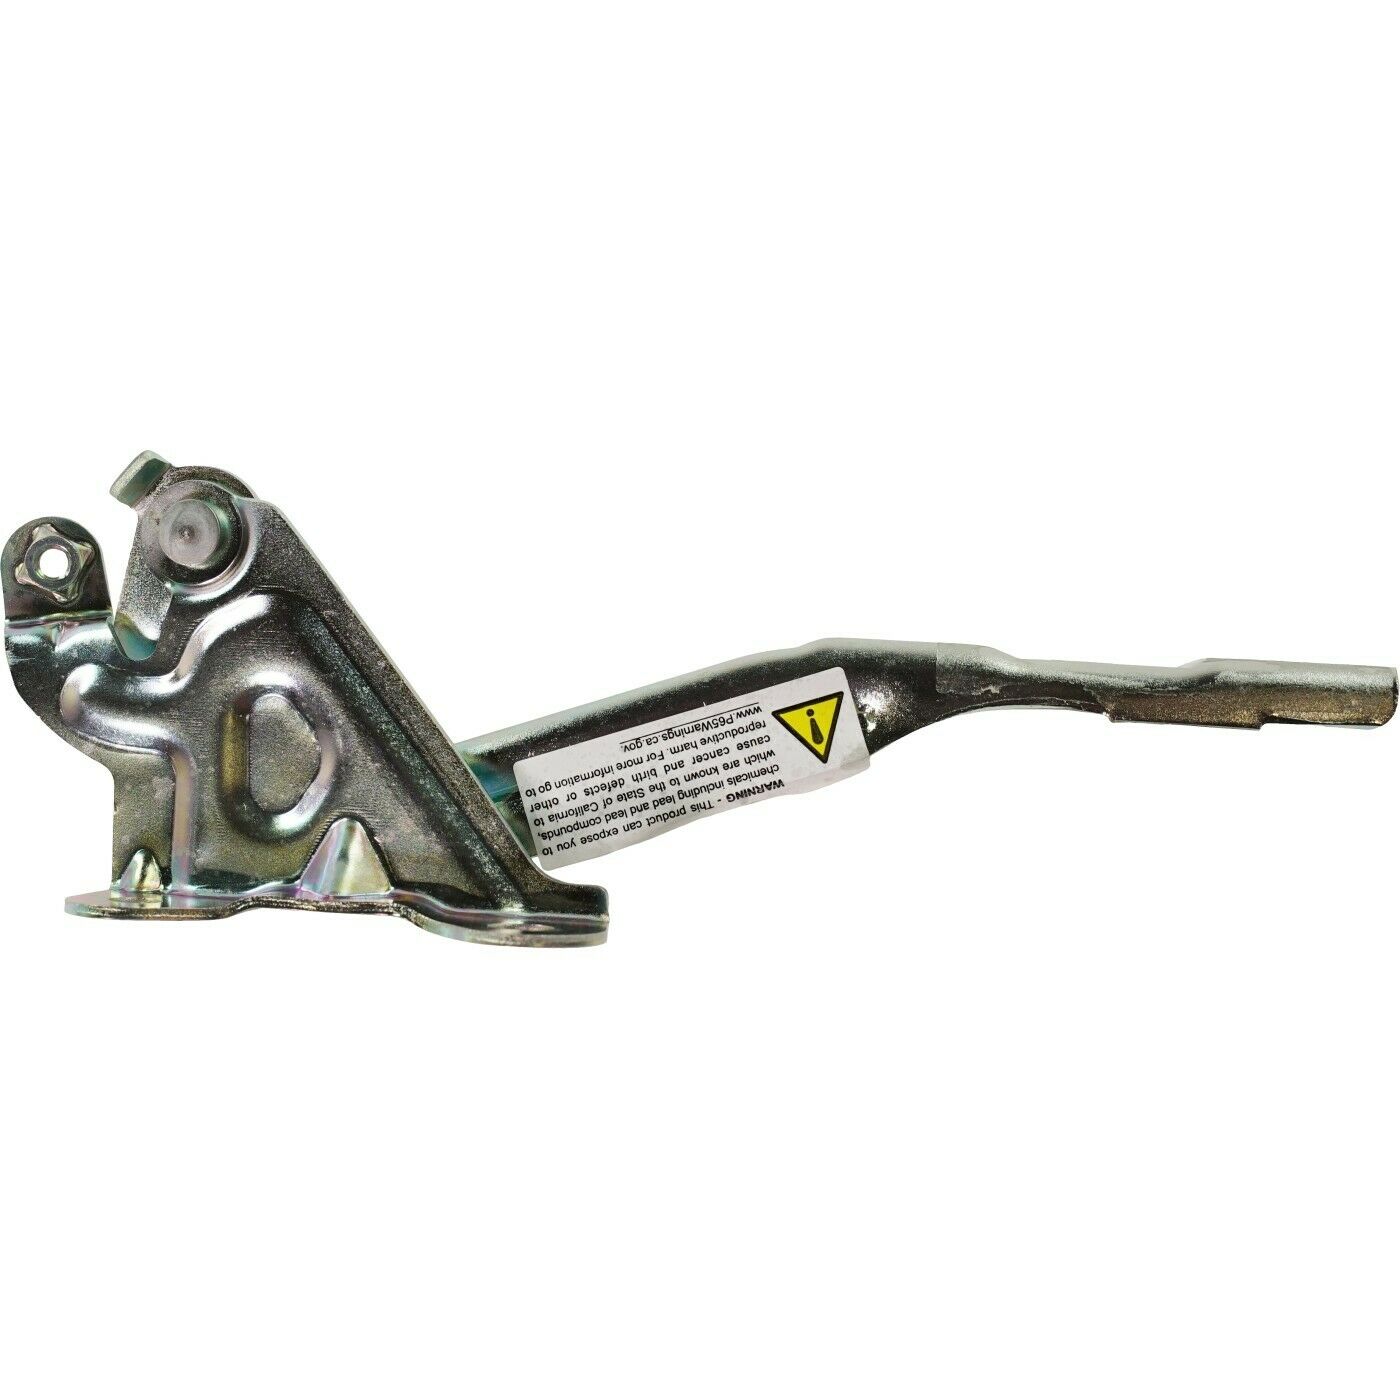 WARNING - This product can expose you to
chemicals including lead and lead compounds,
which are known to the State of California to
cause cancer and birth defects or other
reproductive harm. For more information go to
www.P65Warnings.ca.gov.